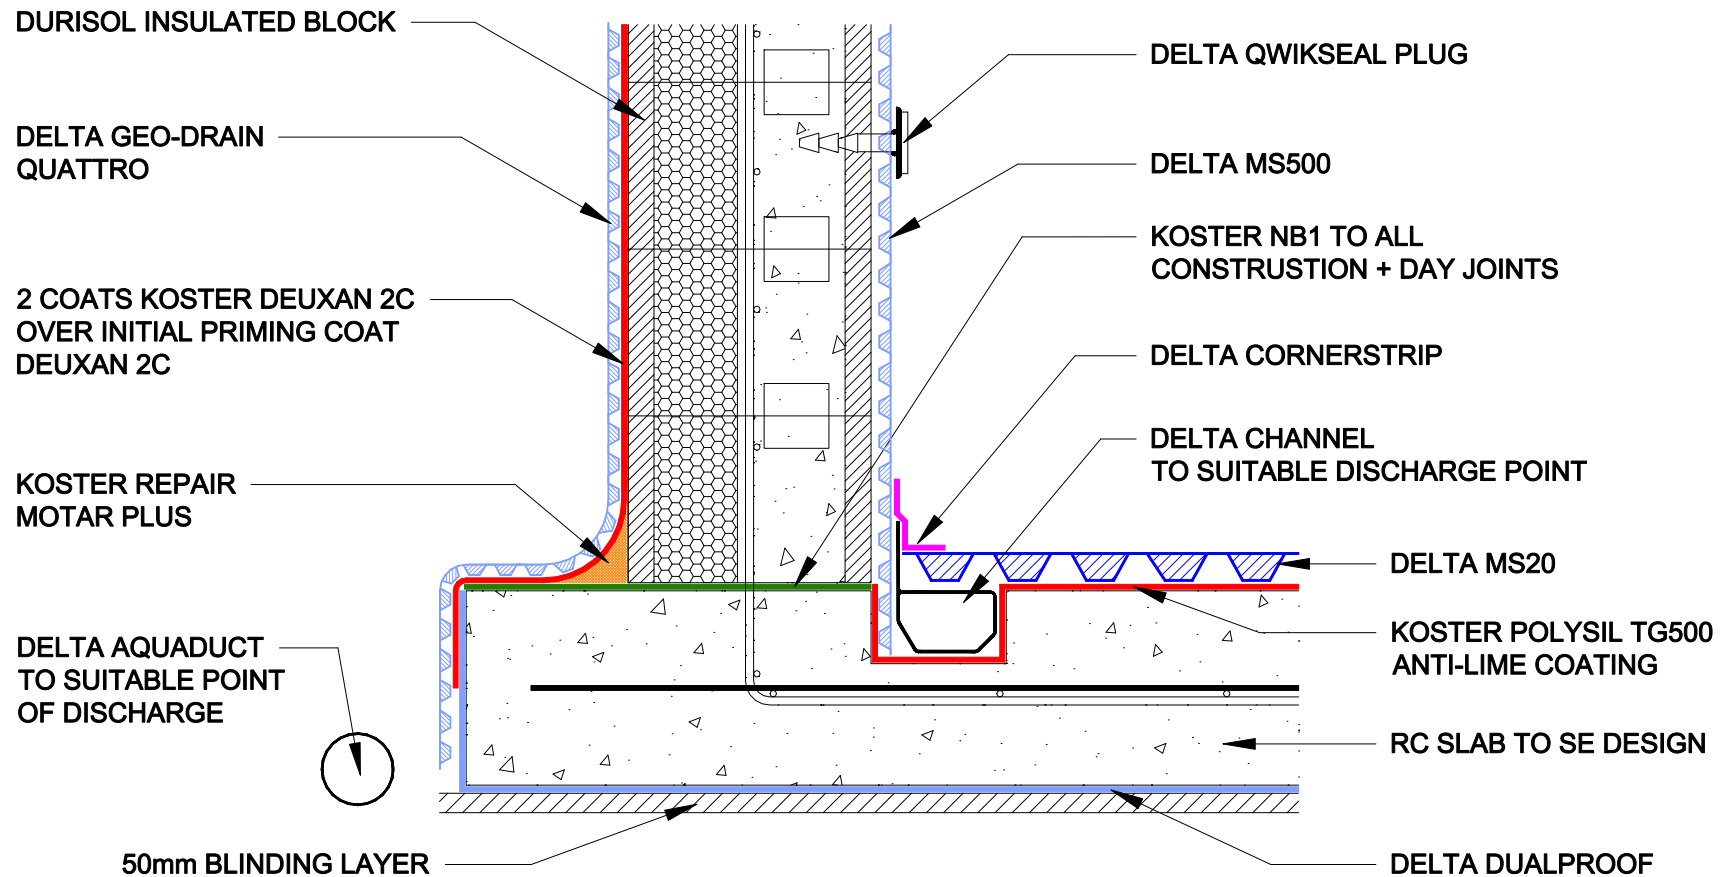 DURISOL INSULATED BLOCK
DELTA GEO-DRAIN
QUATTRO
2 COATS KOSTER DEUXAN 2C
OVER INITIAL PRIMING COAT
DEUXAN 2C
KOSTER REPAIR
MOTAR PLUS
DELTA AQUADUCT
TO SUITABLE POINT
OF DISCHARGE
50mm BLINDING LAYER
DELTA QWIKSEAL PLUG
DELTA MS500
KOSTER NB1 TO ALL
CONSTRUSTION + DAY JOINTS
DELTA CORNERSTRIP
DELTA CHANNEL
TO SUITABLE DISCHARGE POINT
DELTA MS20
KOSTER POLYSIL TG500
ANTI-LIME COATING
RC SLAB TO SE DESIGN
DELTA DUALPROOF